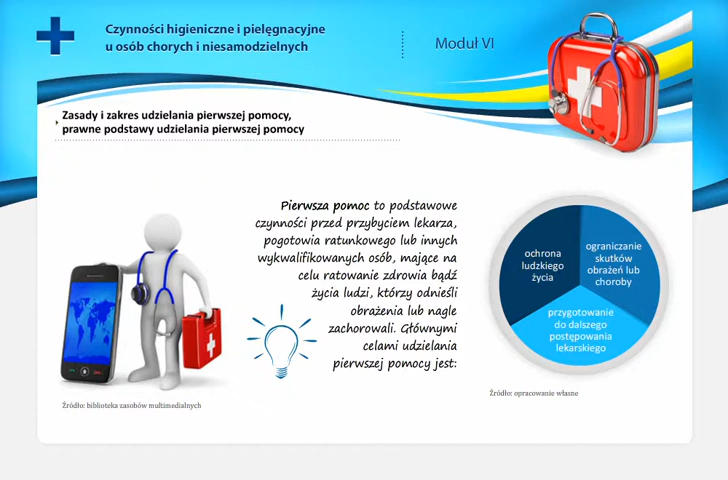 Czynności higieniczne i pielęgnacyjne
u osób chorych i niesamodzielnych
Moduł VI
Zasady i zakres udzielania pierwszej pomocy,
prawne podstawy udzielania pierwszej pomocy
Pierwsza pomoc to podstawowe
czynności przed przybyciem lekarza,
pogotowia ratunkowego lub innych
wykwalifikowanych osób, mające na
celu ratowanie zdrowia bądź
życia ludzi, którzy odnieśli
obrażenia lub nagle
zachorowali. Głównymi
celami udzielania
pierwszej pomocy jest:
ochrona
ludzkiego
życia
ograniczanie
skutków
obrażeń lub
choroby
przygotowanie
do dalszego
postępowania
lekarskiego
Źródło: biblioteka zasobów multimedialnych
Źródło: opracowanie własne